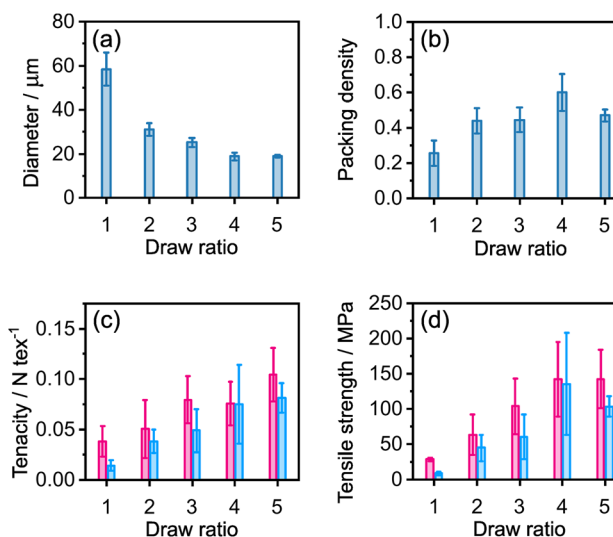 (a)
Diameter / μm
80
60
40
20
0
1 2 3 4 5
Draw ratio
(b)
Packing density
1.0
0.8
0.6
0.4
0.2
0.0
1 2 3 4 5
Draw ratio
(c)
Tenacity / N tex⁻¹
0.15
0.10
0.05
0.00
1 2 3 4 5
Draw ratio
(d)
Tensile strength / MPa
250
200
150
100
50
0
1 2 3 4 5
Draw ratio